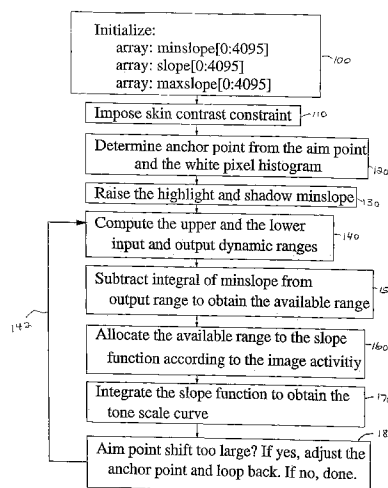 Initialize:
array: minslope[0:4095]
array: slope[0:4095]
array: maxslope[0:4095]
100
Impose skin contrast constraint
110
Determine anchor point from the aim point
and the white pixel histogram
120
Raise the highlight and shadow minslope
130
Compute the upper and the lower
input and output dynamic ranges
140
142
Subtract integral of minslope from
output range to obtain the available range
15
Allocate the available range to the slope
function according to the image activitiy
160
Integrate the slope function to obtain the
tone scale curve
17
Aim point shift too large? If yes, adjust the
anchor point and loop back. If no, done.
18